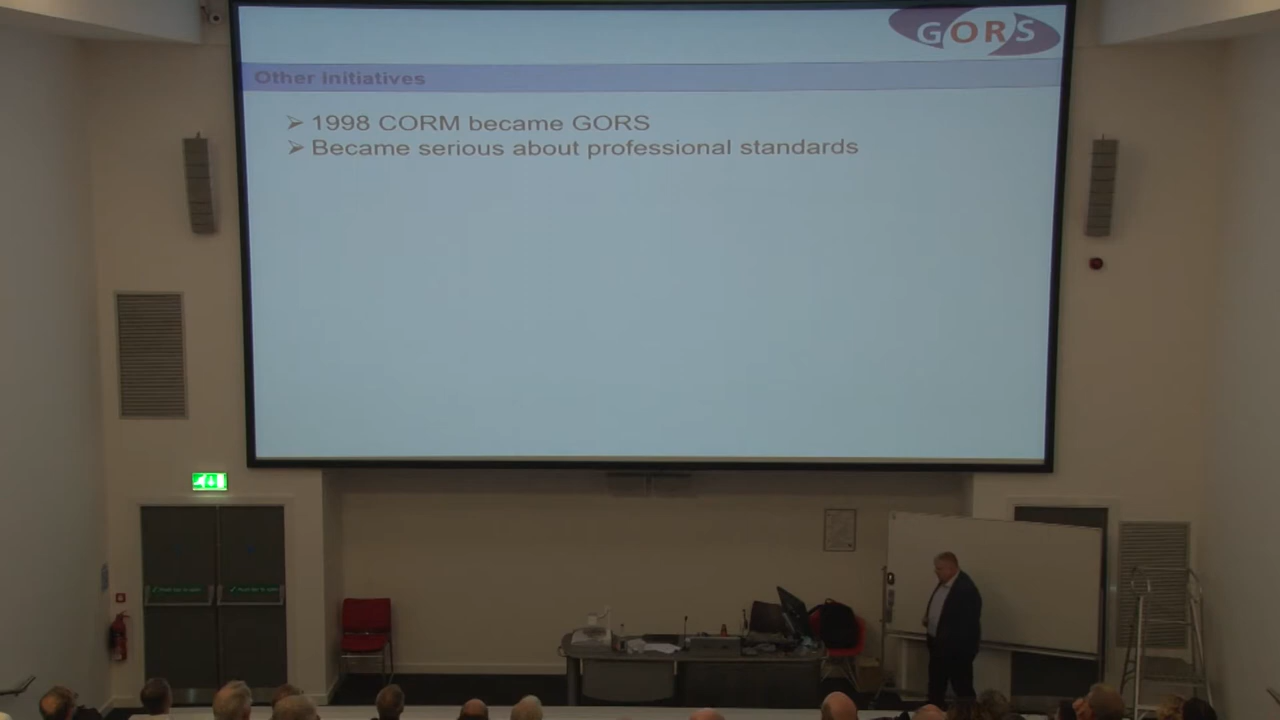 GORS
Other initiatives
➢ 1998 CORM became GORS
➢ Became serious about professional standards